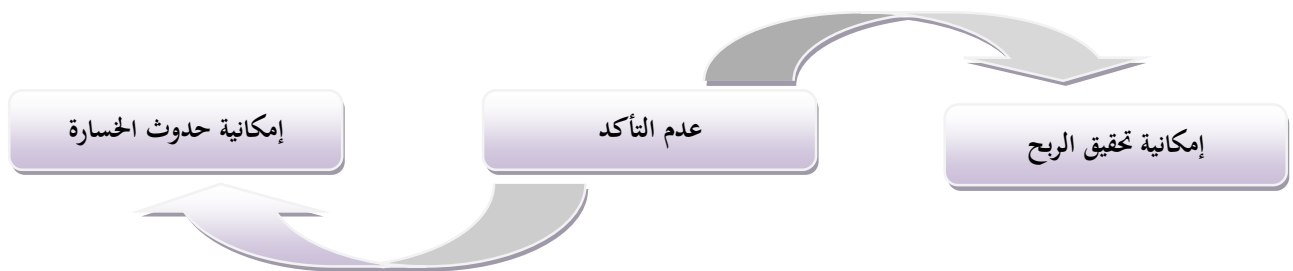 إمكانية تحقيق الربح
عدم التأكد
إمكانية حدوث الخسارة